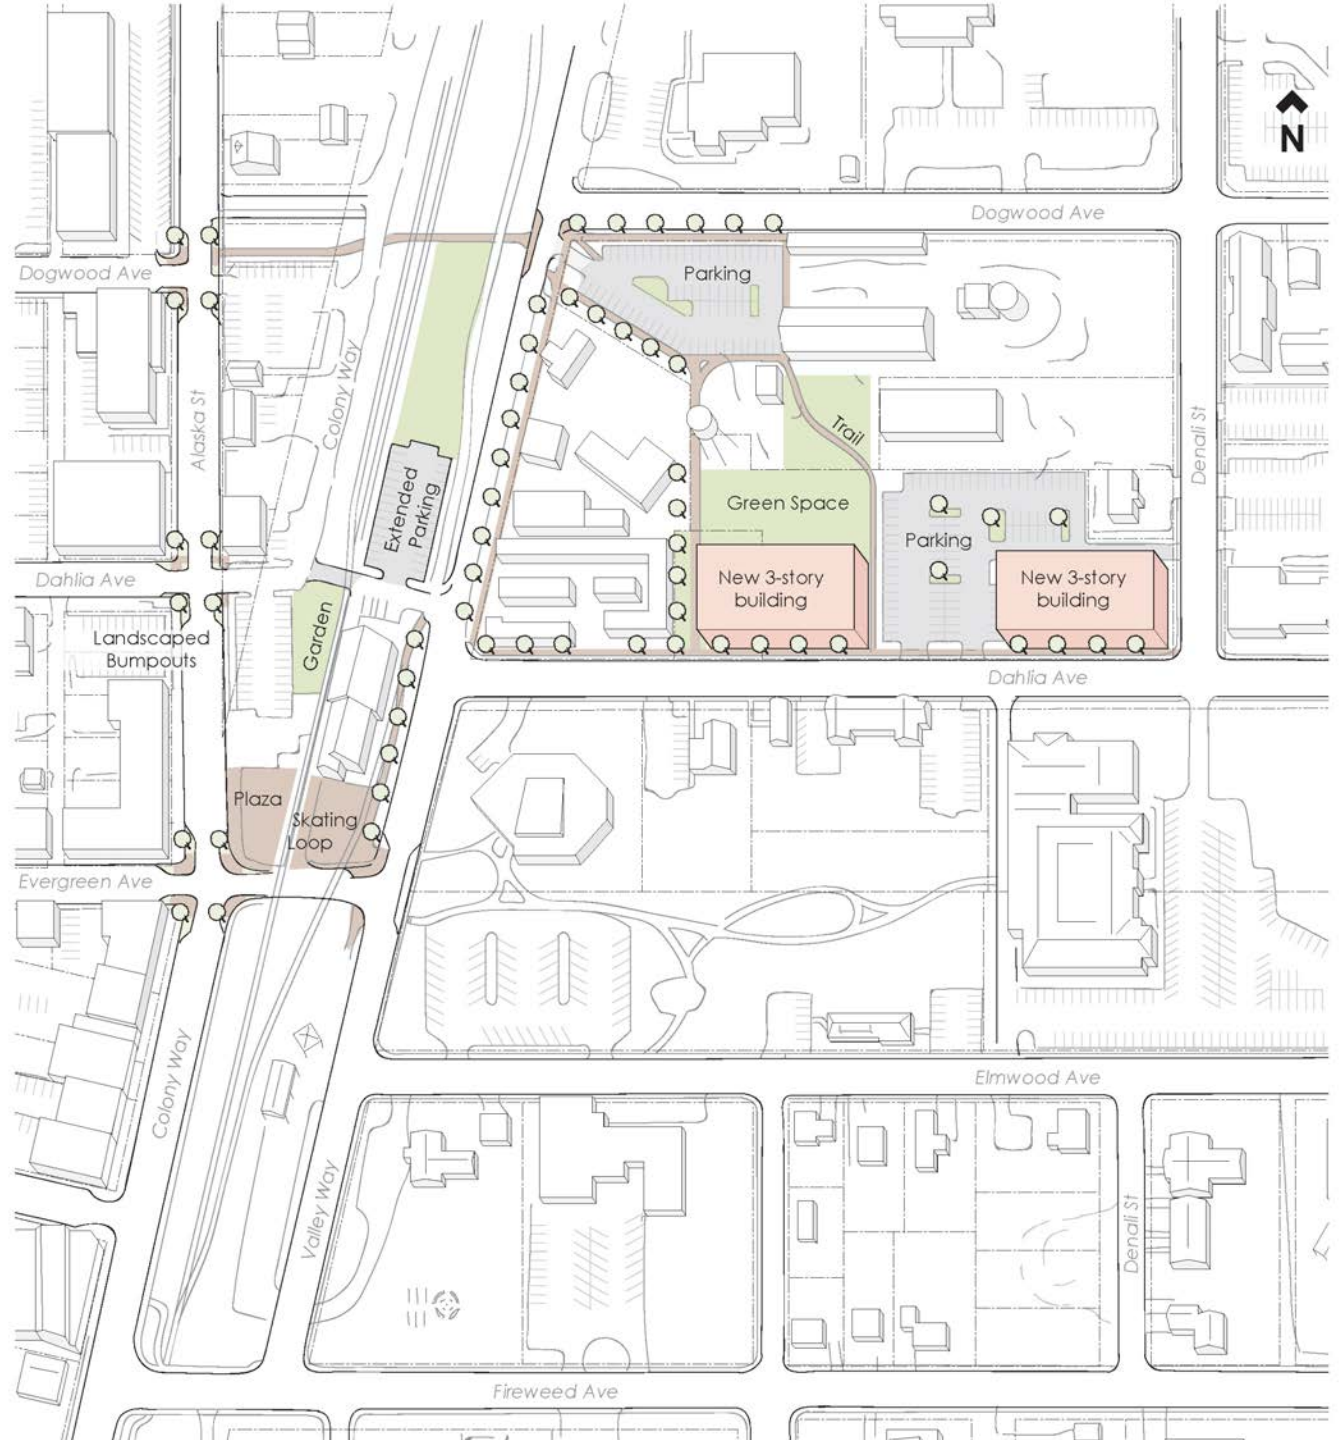 N
Dogwood Ave
Dogwood Ave
Parking
Alaska St
Colony Way
Trail
Denali St
Extended
Parking
Green Space
Parking
Dahlia Ave
New 3-story
building
New 3-story
building
Landscaped
Bumpouts
Garden
Dahlia Ave
Plaza
Skating
Loop
Evergreen Ave
Colony Way
Elmwood Ave
Valley Way
Denali St
Fireweed Ave